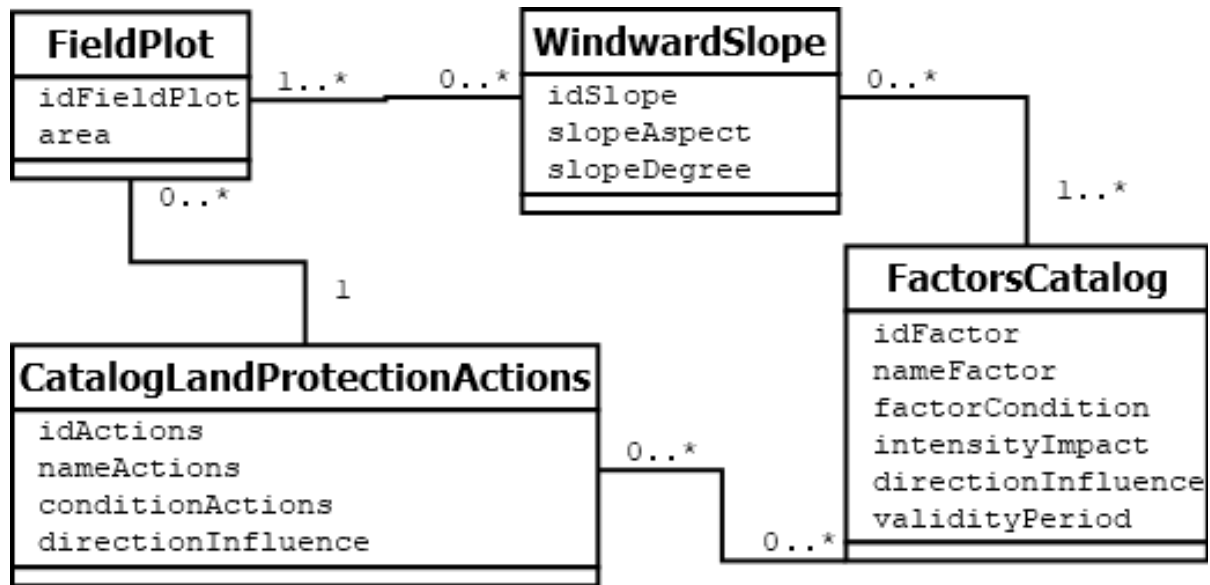 FieldPlot
idFieldPlot
area
1..*
0..*
WindwardSlope
idSlope
slopeAspect
slopeDegree
0..*
1..*
0..*
1
CatalogLandProtectionActions
idActions
nameActions
conditionActions
directionInfluence
0..*
0..*
FactorsCatalog
idFactor
nameFactor
factorCondition
intensityImpact
directionInfluence
validityPeriod